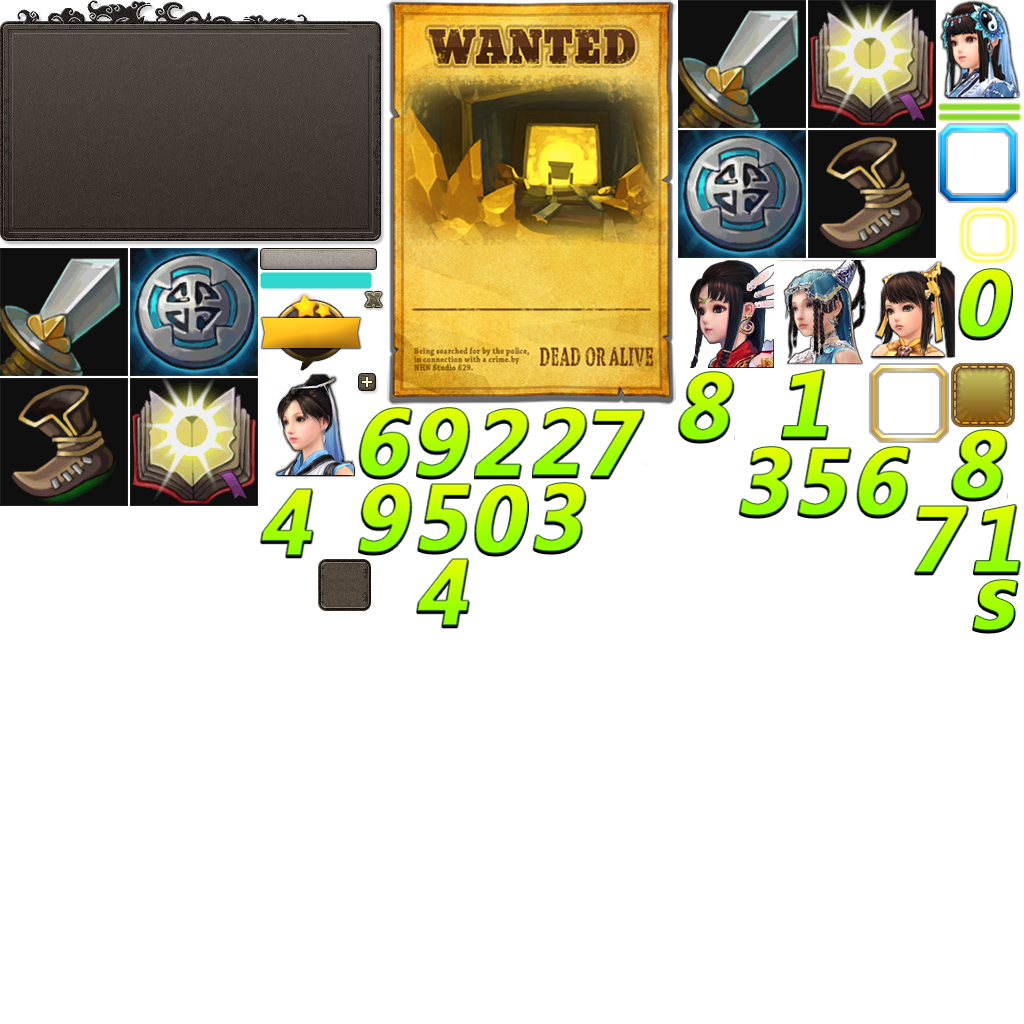 WANTED
Being searched for by the police,
in connection with a crime.by
NHN Studio 629.
DEAD OR ALIVE
0
8 1
69227
8
356
4 9503
71
4
s